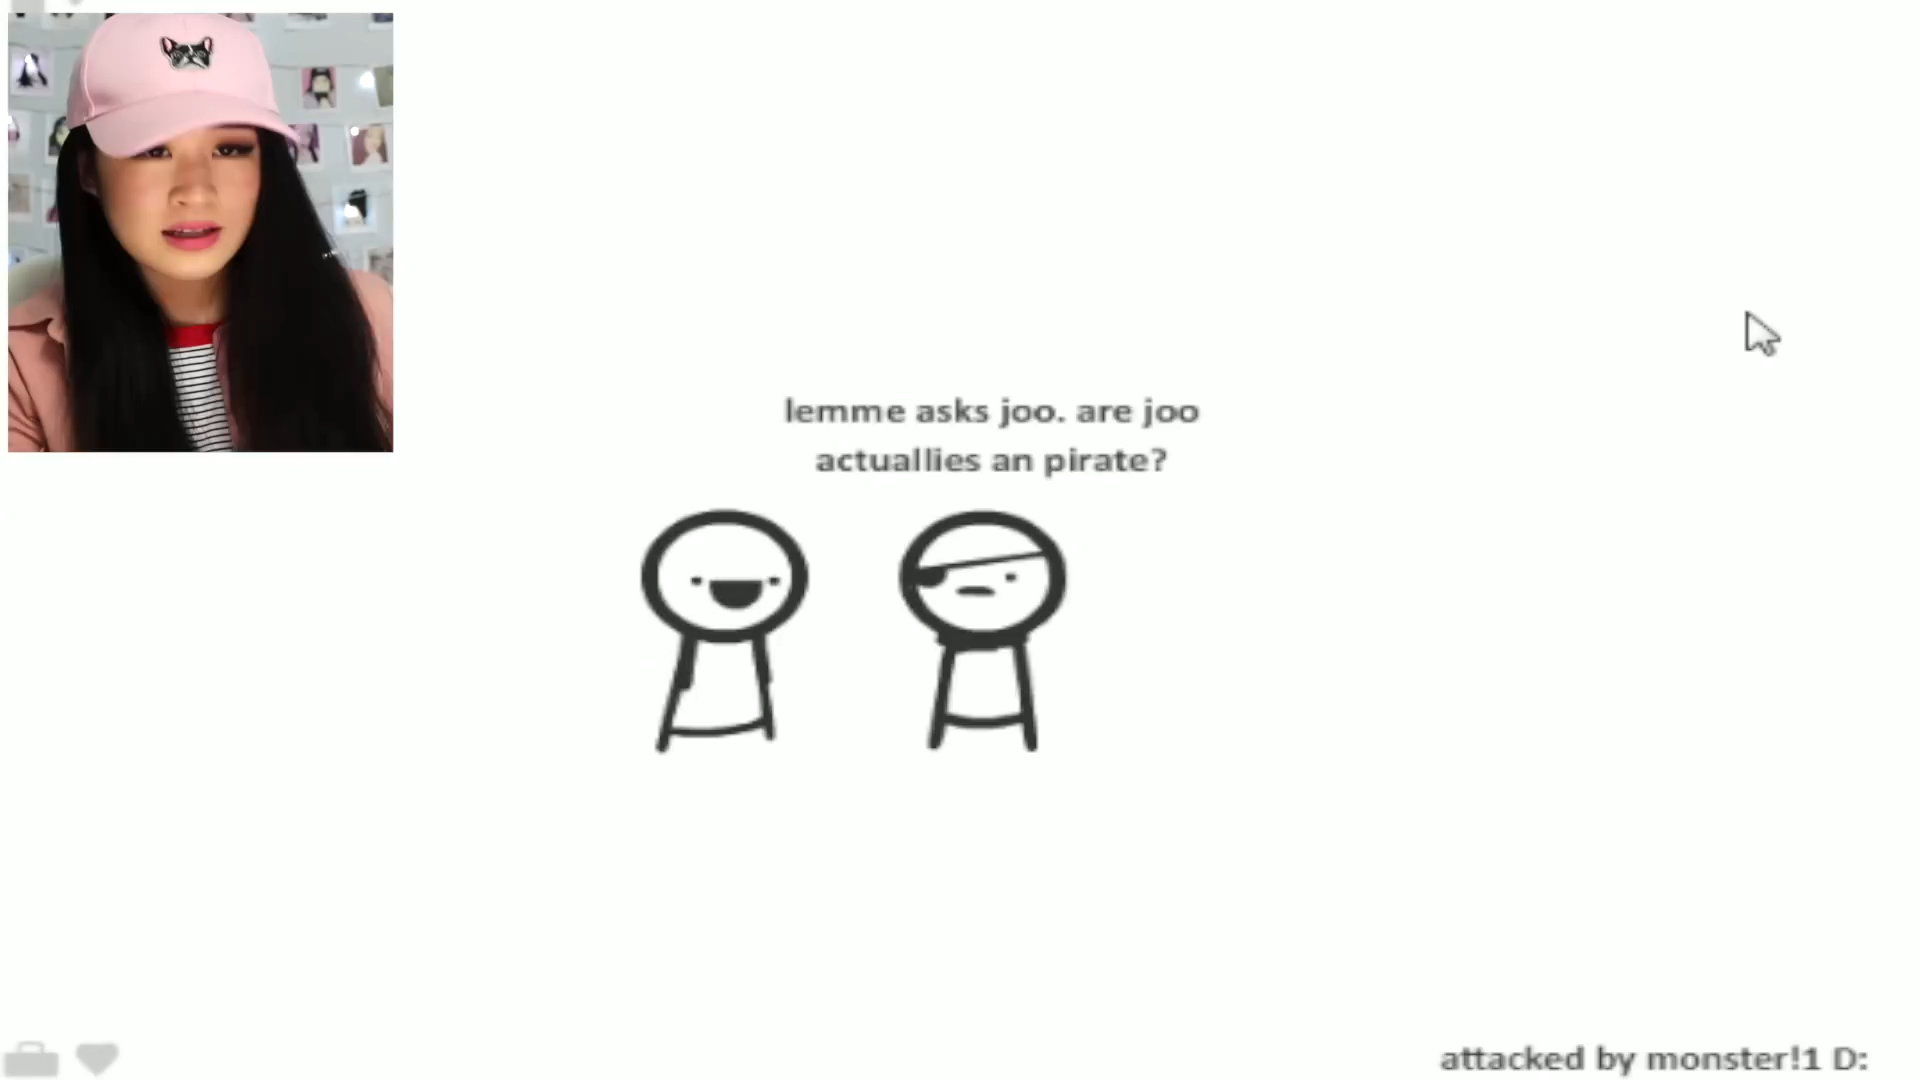 lemme asks joo. are joo
actuallies an pirate?
attacked by monster!1 D: